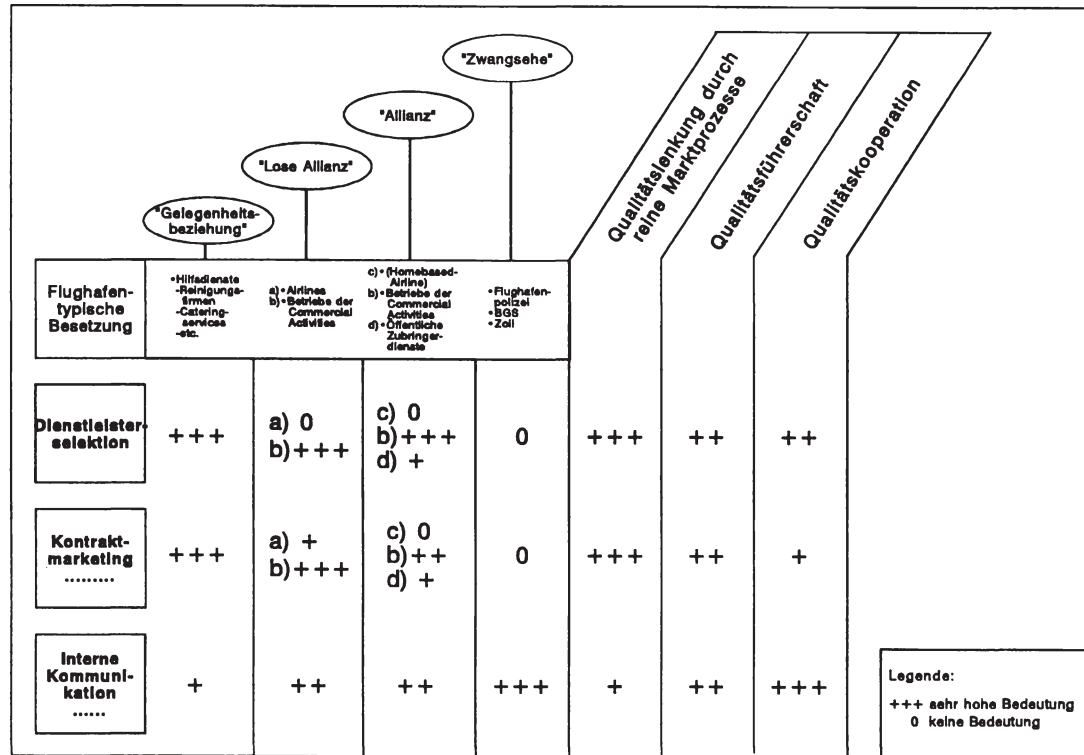 "Zwangsehe"
"Allianz"
"Lose Allianz"
"Gelegenheits-
beziehung"
Qualitätslenkung durch
reine Marktprozesse
Qualitätsführerschaft
Qualitätskooperation
Flughafen-
typische
Besetzung
•Hilfsdienste
-Reinigungs-
firmen
-Catering-
services
-etc.
a)•Airlines
b)•Betriebe der
Commercial
Activities
c)•(Homebased-
Airline)
b)•Betriebe der
Commercial
Activities
d)•Öffentliche
Zubringer-
dienste
•Flughafen-
polizei
•BGS
•Zoll
Dienstleister-
selektion
+++
a) 0
b)+++
c) 0
b)+++
d) +
0
+++
++
++
Kontrakt-
marketing
.........
+++
a) +
b)+++
c) 0
b)++
d) +
0
+++
++
+
Interne
Kommuni-
kation
......
+
++
++
+++
+
++
+++
Legende:
+++ sehr hohe Bedeutung
0 keine Bedeutung